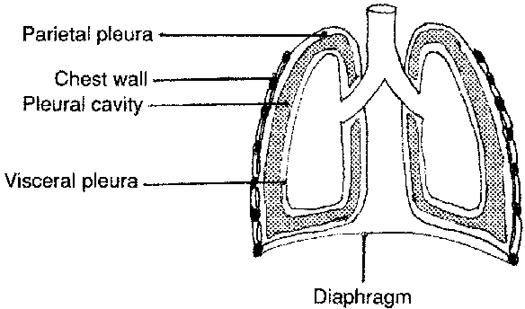 Parietal pleura
Chest wall
Pleural cavity
Visceral pleura
Diaphragm